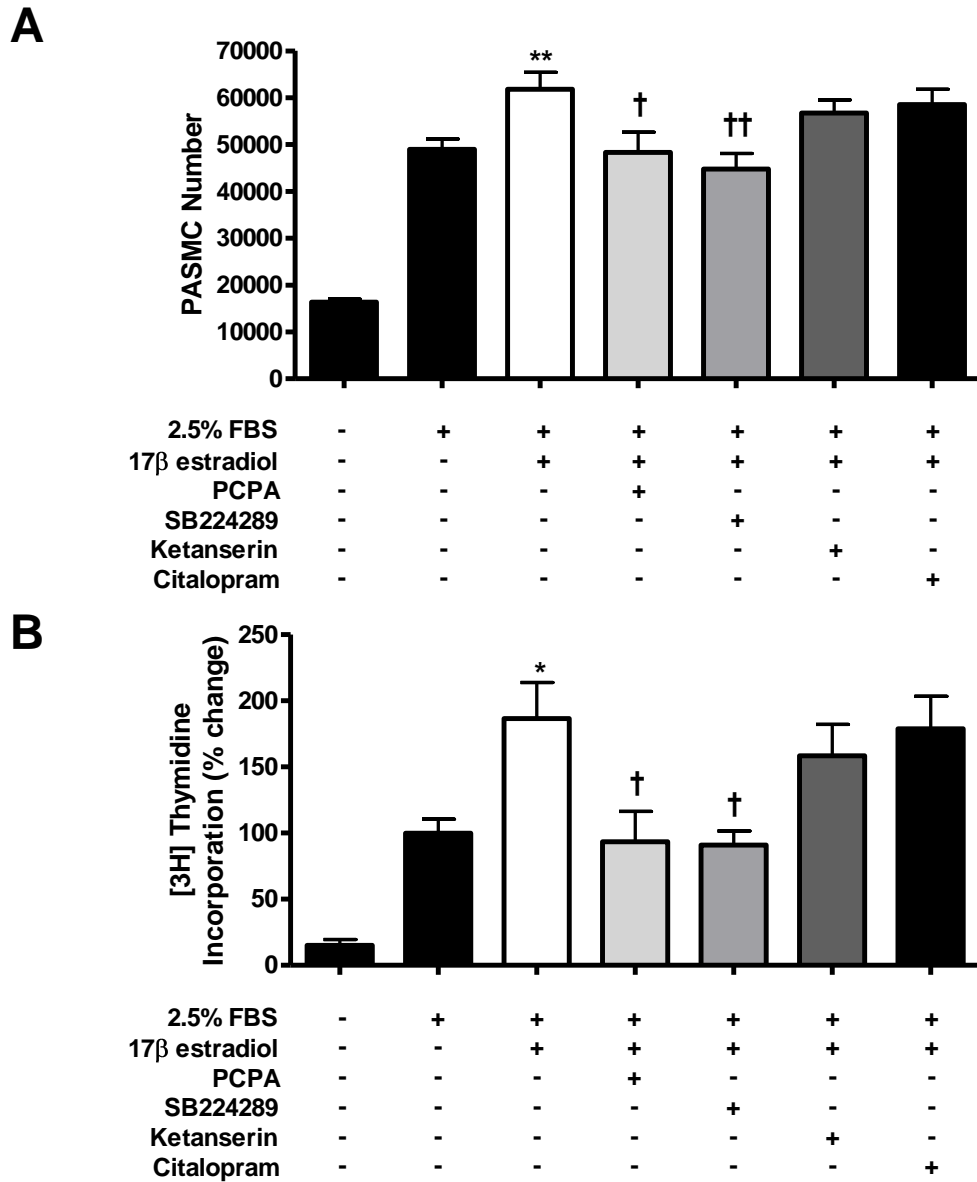 A
PASMC Number
70000
60000
50000
40000
30000
20000
10000
0
**
†
††
2.5% FBS - + + + + + +
17β estradiol - - + + + + +
PCPA - - - + - - -
SB224289 - - - - + - -
Ketanserin - - - - - + -
Citalopram - - - - - - +
B
[3H] Thymidine
Incorporation (% change)
250
200
150
100
50
0
*
†
†
2.5% FBS - + + + + + +
17β estradiol - - + + + + +
PCPA - - - + - - -
SB224289 - - - - + - -
Ketanserin - - - - - + -
Citalopram - - - - - - +